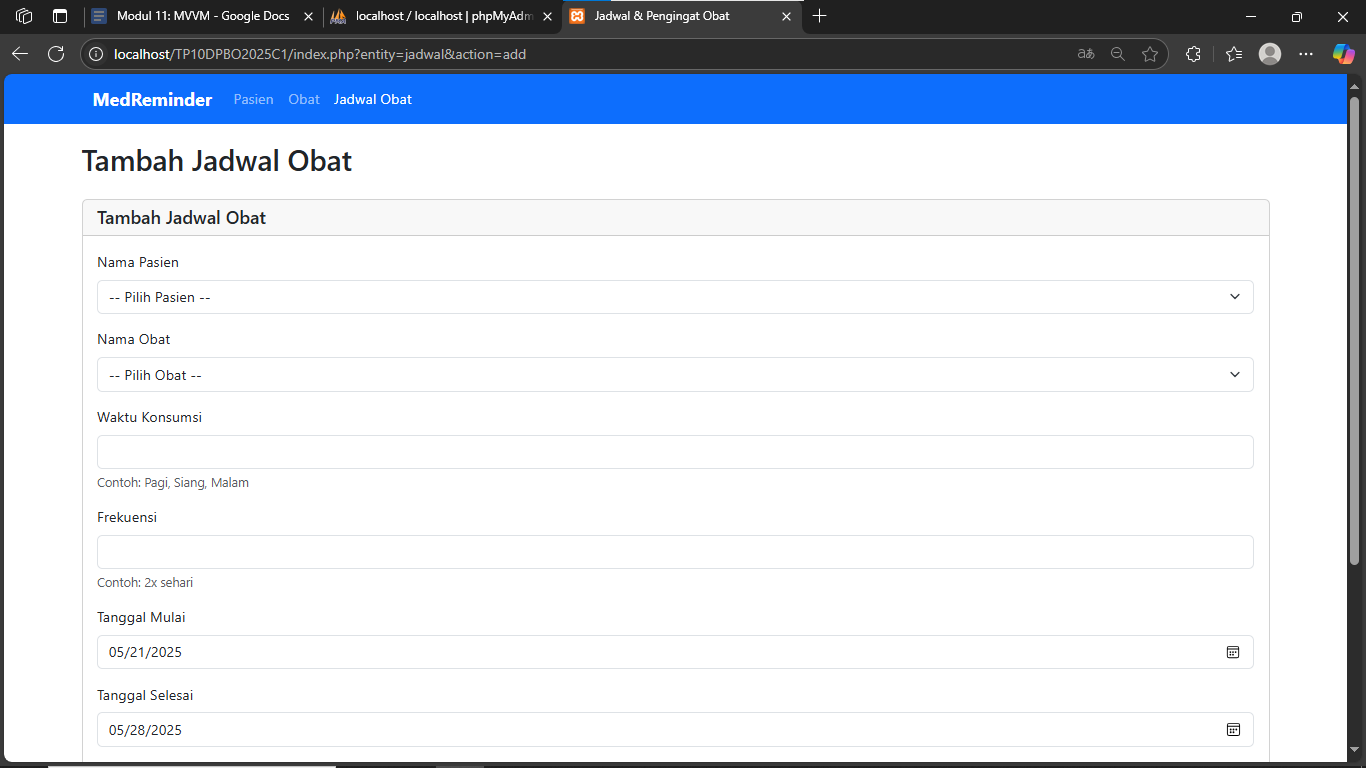 Modul 11: MVVM - Google Docs
localhost / localhost | phpMyAdm
Jadwal & Pengingat Obat
localhost/TP10DPBO2025C1/index.php?entity=jadwal&action=add
MedReminder Pasien Obat Jadwal Obat
Tambah Jadwal Obat
Tambah Jadwal Obat
Nama Pasien
-- Pilih Pasien --
Nama Obat
-- Pilih Obat --
Waktu Konsumsi
Contoh: Pagi, Siang, Malam
Frekuensi
Contoh: 2x sehari
Tanggal Mulai
05/21/2025
Tanggal Selesai
05/28/2025